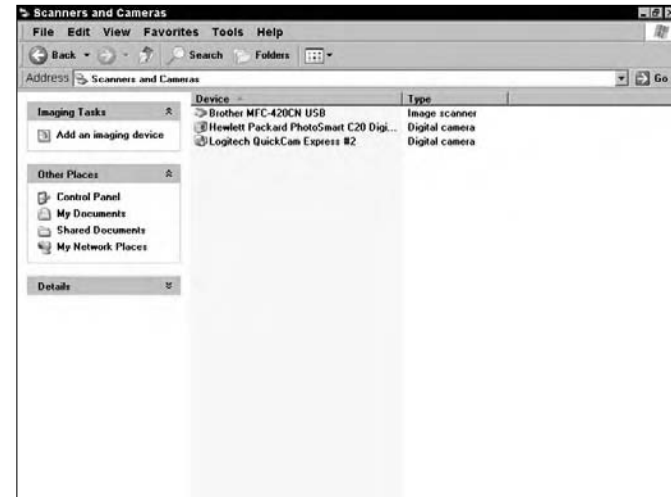 Scanners and Cameras
File Edit View Favorites Tools Help
Back Search Folders
Address Scanners and Cameras Go
Imaging Tasks
Add an imaging device
Other Places
Control Panel
My Documents
Shared Documents
My Network Places
Details
Device Type
Brother MFC-420CN USB Image scanner
Hewlett Packard PhotoSmart C20 Digi... Digital camera
Logitech QuickCam Express #2 Digital camera